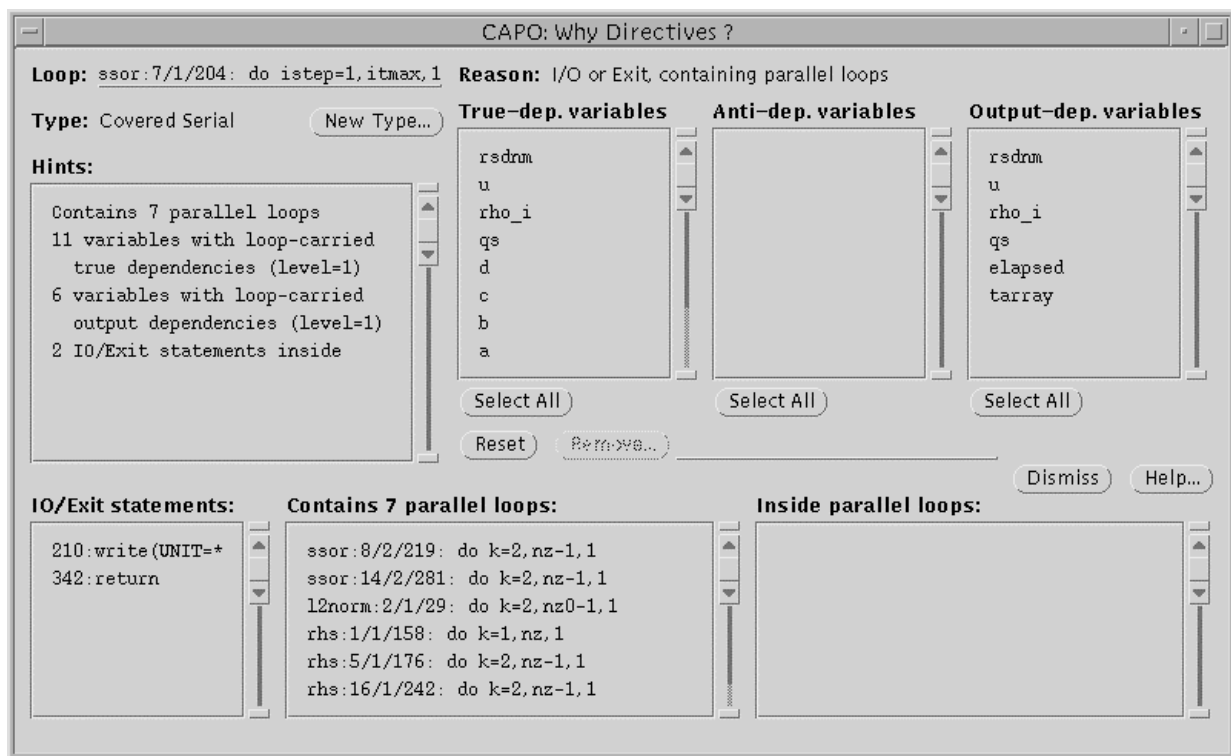 CAPO: Why Directives ?
Loop: ssor:7/1/204: do istep=1,itmax,1
Reason: I/O or Exit, containing parallel loops
Type: Covered Serial
New Type...
Hints:
Contains 7 parallel loops
11 variables with loop-carried
true dependencies (level=1)
6 variables with loop-carried
output dependencies (level=1)
2 IO/Exit statements inside
True-dep. variables
rsdnm
u
rho_i
qs
d
c
b
a
Select All
Anti-dep. variables
Select All
Output-dep. variables
rsdnm
u
rho_i
qs
elapsed
tarray
Select All
Reset
Remove...
Dismiss
Help...
IO/Exit statements:
210:write(UNIT=*
342:return
Contains 7 parallel loops:
ssor:8/2/219: do k=2,nz-1,1
ssor:14/2/281: do k=2,nz-1,1
l2norm:2/1/29: do k=2,nz0-1,1
rhs:1/1/158: do k=1,nz,1
rhs:5/1/176: do k=2,nz-1,1
rhs:16/1/242: do k=2,nz-1,1
Inside parallel loops: